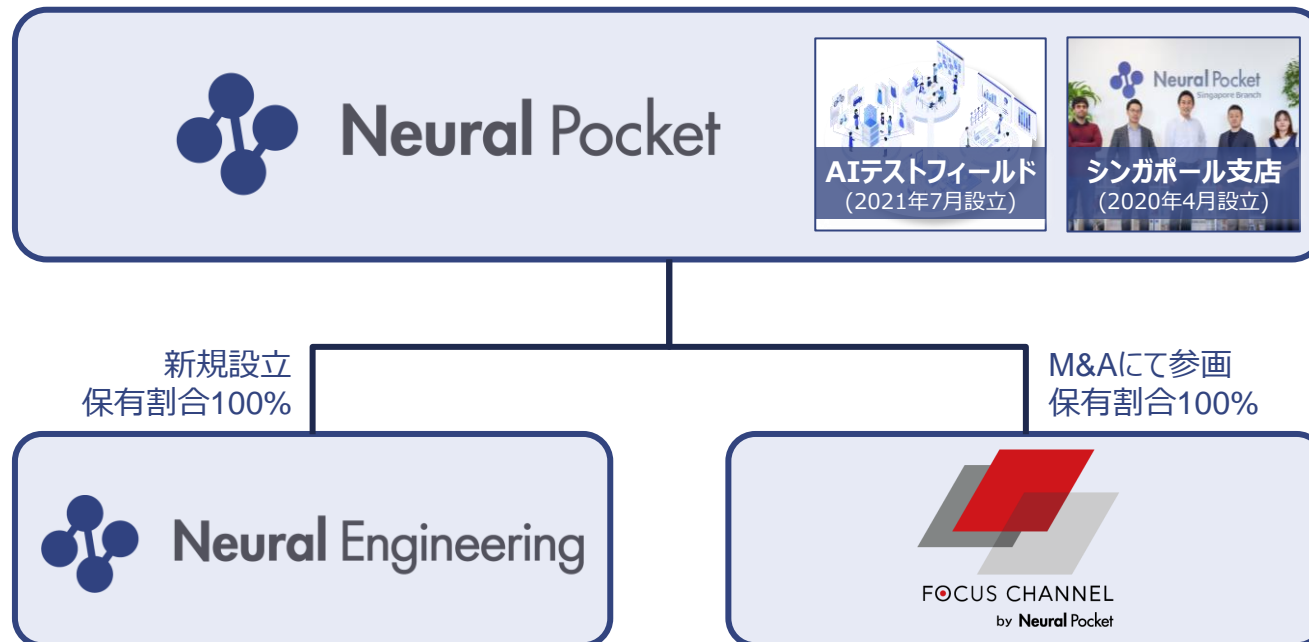 Neural Pocket
Neural Pocket
Singapore Branch
AIテストフィールド
(2021年7月設立)
シンガポール支店
(2020年4月設立)
新規設立
保有割合100%
M&Aにて参画
保有割合100%
Neural Engineering
FOCUS CHANNEL
by Neural Pocket